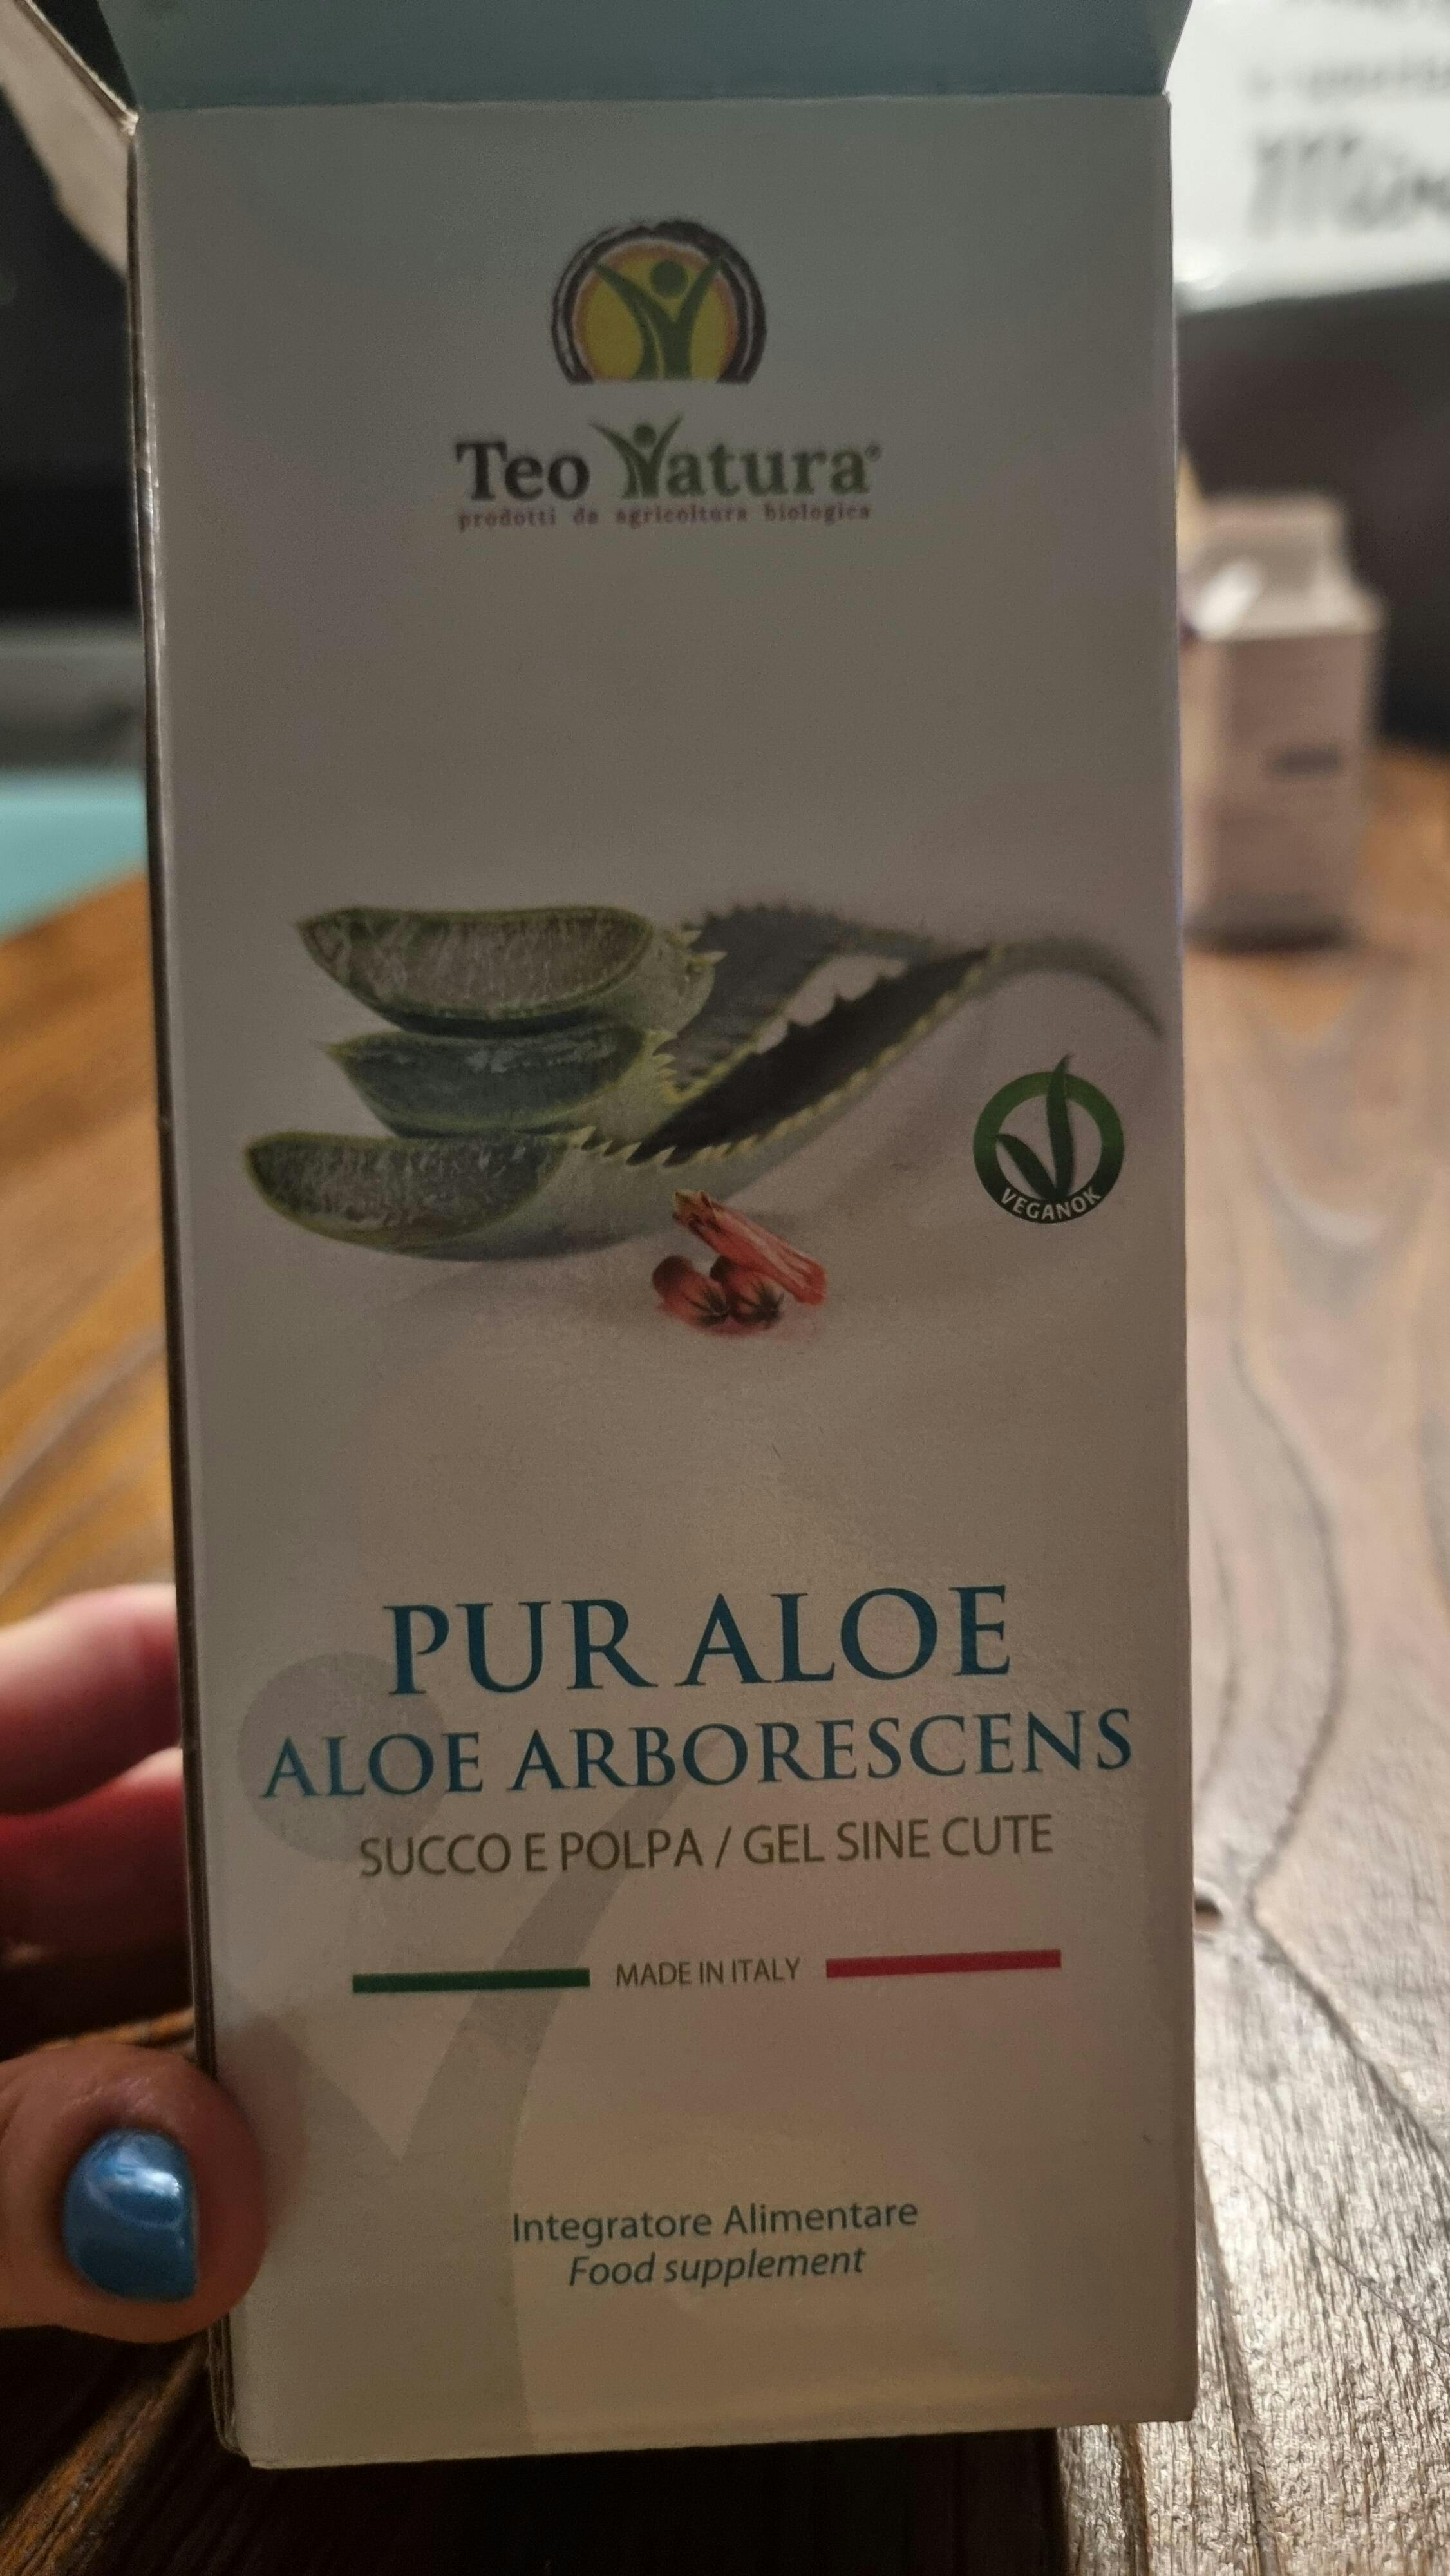 Teo Natura®
prodotti da agricoltura biologica
VEGANOK
PUR ALOE
ALOE ARBORESCENS
SUCCO E POLPA / GEL SINE CUTE
MADE IN ITALY
Integratore Alimentare
Food supplement